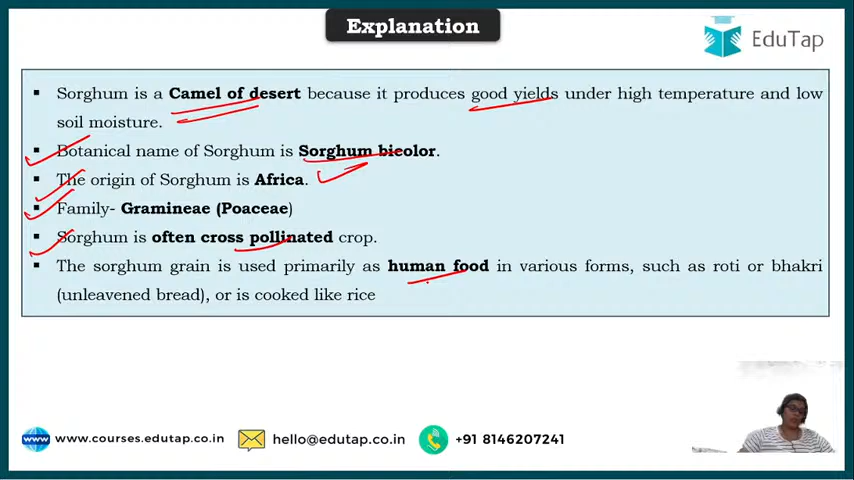 Explanation
EduTap
▪ Sorghum is a Camel of desert because it produces good yields under high temperature and low
soil moisture.
▪ Botanical name of Sorghum is Sorghum bicolor.
▪ The origin of Sorghum is Africa.
▪ Family- Gramineae (Poaceae)
▪ Sorghum is often cross pollinated crop.
▪ The sorghum grain is used primarily as human food in various forms, such as roti or bhakri
(unleavened bread), or is cooked like rice
www www.courses.edutap.co.in hello@edutap.co.in +91 8146207241